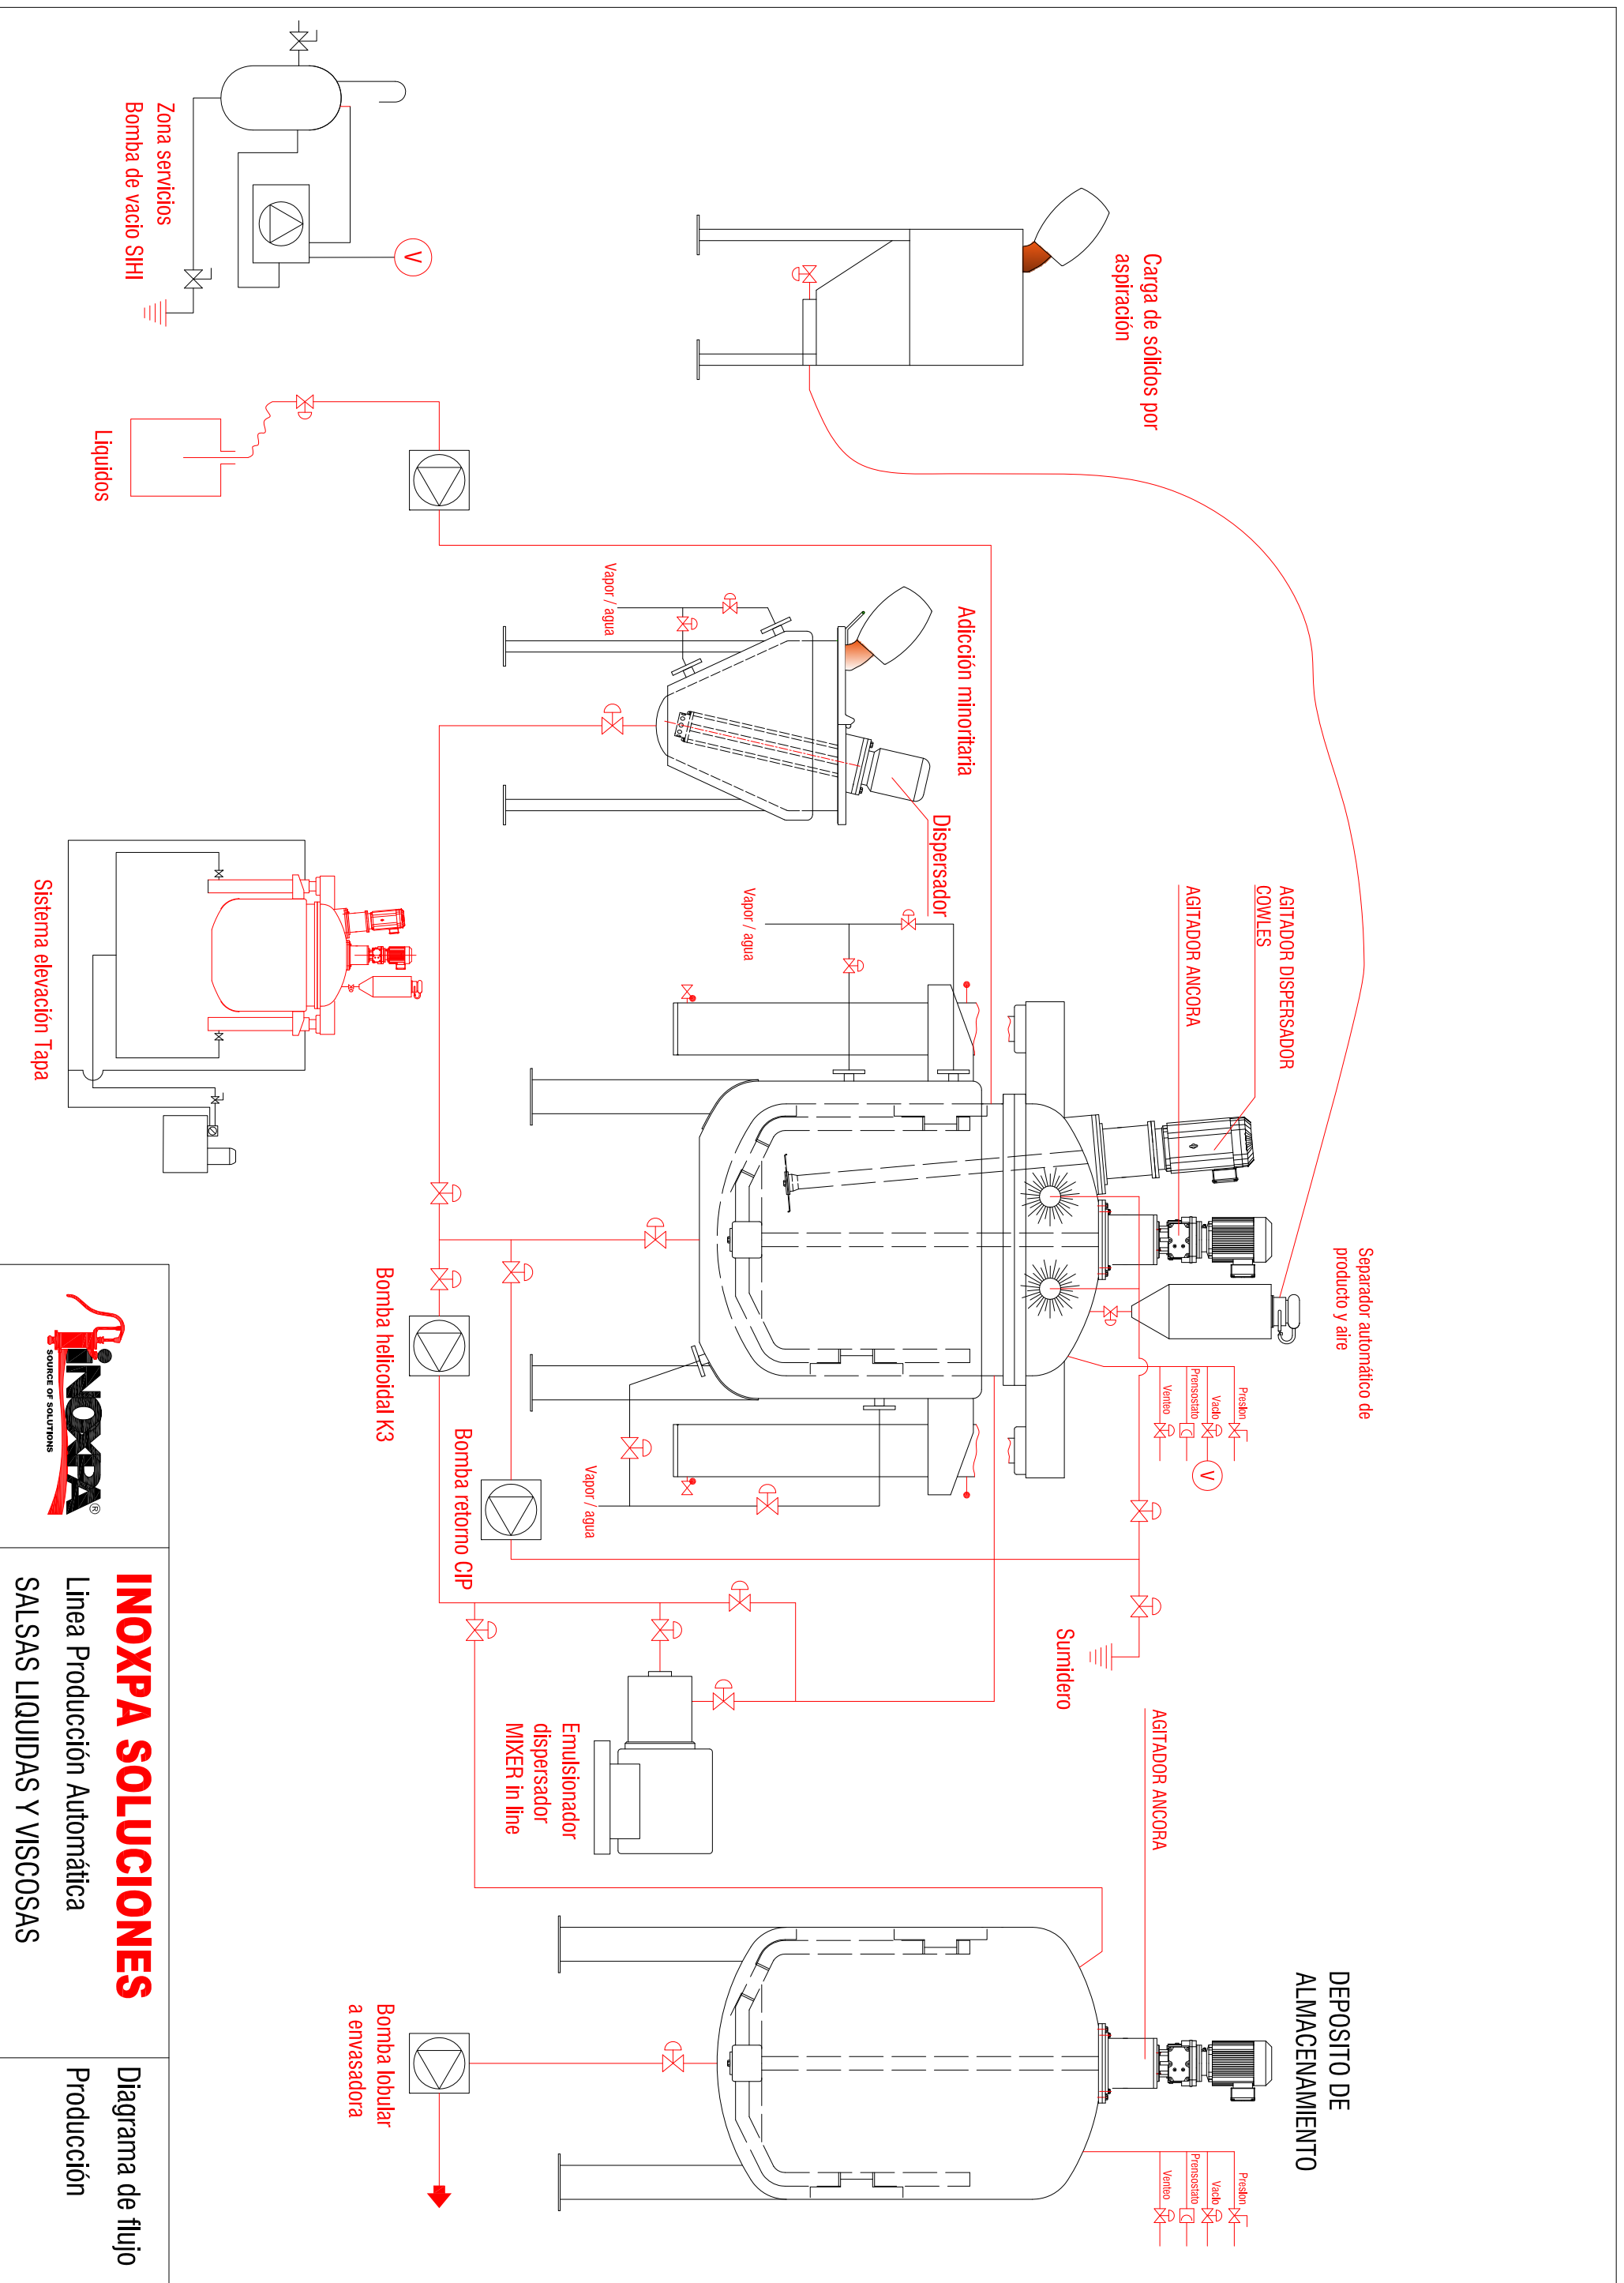 DEPOSITO DE
ALMACENAMIENTO
Separador automático de
producto y aire
AGITADOR DISPERSADOR
COWLES
AGITADOR ANCORA
AGITADOR ANCORA
Carga de sólidos por
aspiración
Presion
Vacio
Prensostato
Venteo
Presion
Vacio
Prensostato
Venteo
Sumidero
Adicción minoritaria
Dispersador
Vapor / agua
Vapor / agua
Vapor / agua
V
V
Emulsionador
dispersador
MIXER in line
Zona servicios
Bomba de vacio SIHI
Liquidos
Bomba retorno CIP
Bomba helicoidal K3
Bomba lobular
a envasadora
Sistema elevación Tapa
iNOXPA®
SOURCE OF SOLUTIONS
INOXPA SOLUCIONES
Linea Producción Automática
SALSAS LIQUIDAS Y VISCOSAS
Diagrama de flujo
Producción